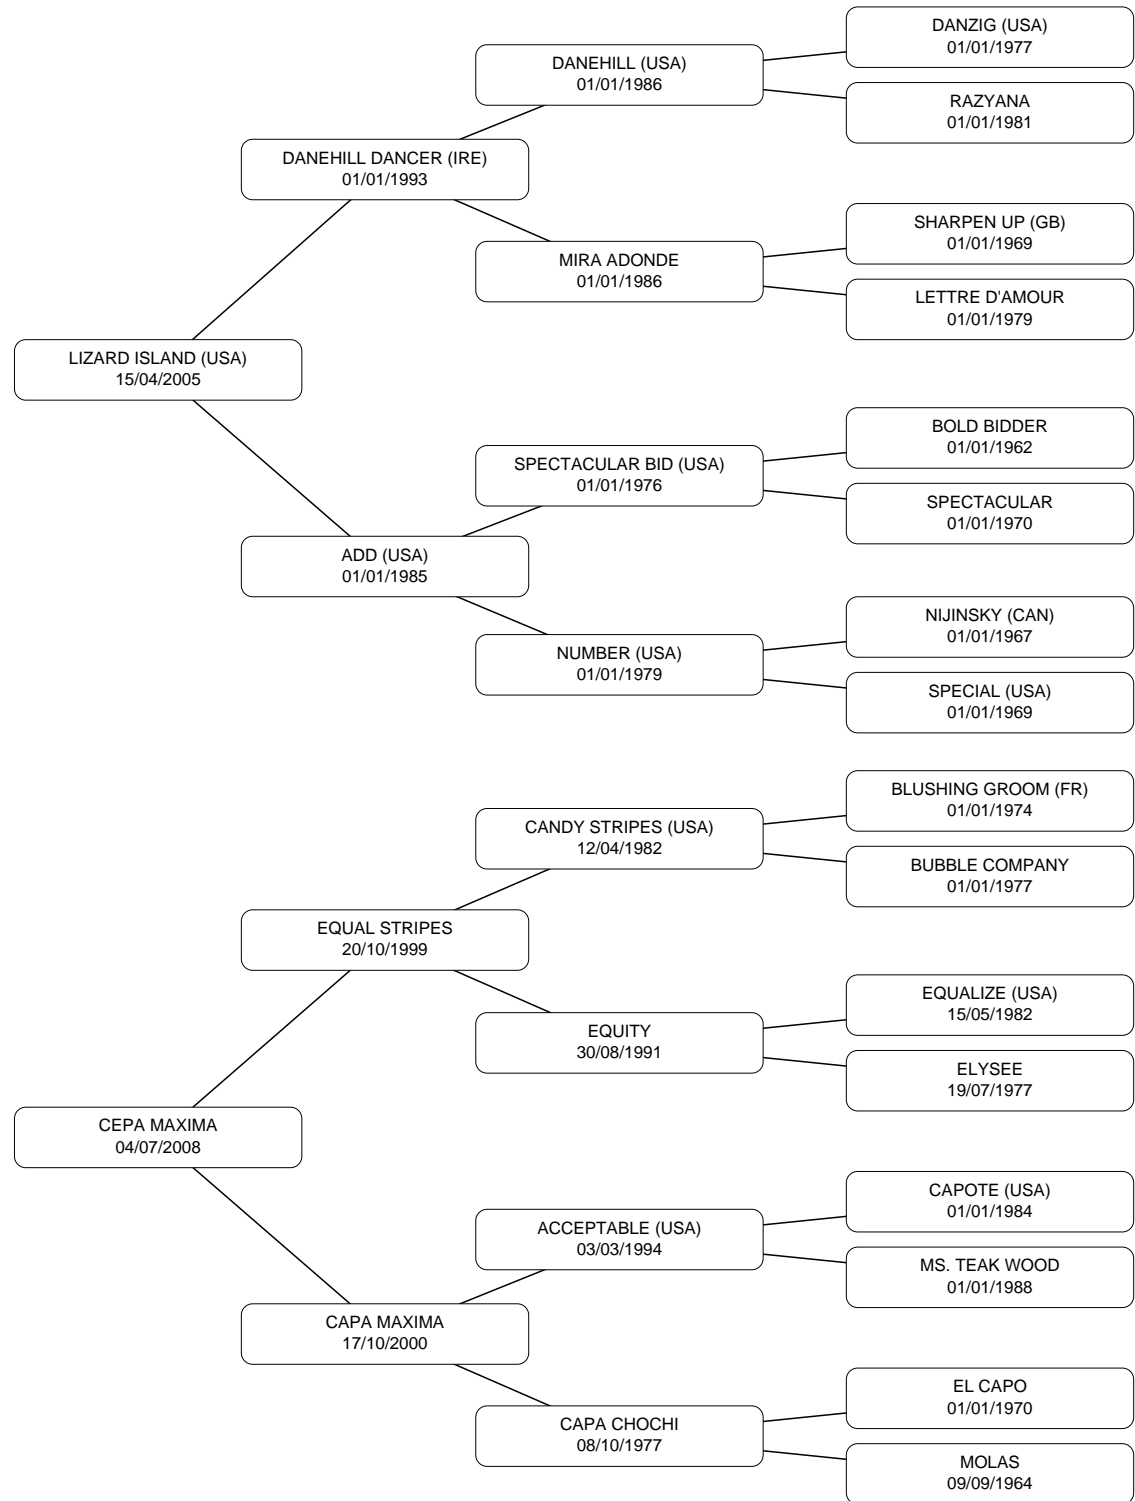 DANZIG (USA)
01/01/1977
DANEHILL (USA)
01/01/1986
RAZYANA
01/01/1981
DANEHILL DANCER (IRE)
01/01/1993
SHARPEN UP (GB)
01/01/1969
MIRA ADONDE
01/01/1986
LETTRE D'AMOUR
01/01/1979
LIZARD ISLAND (USA)
15/04/2005
BOLD BIDDER
01/01/1962
SPECTACULAR BID (USA)
01/01/1976
SPECTACULAR
01/01/1970
ADD (USA)
01/01/1985
NIJINSKY (CAN)
01/01/1967
NUMBER (USA)
01/01/1979
SPECIAL (USA)
01/01/1969
BLUSHING GROOM (FR)
01/01/1974
CANDY STRIPES (USA)
12/04/1982
BUBBLE COMPANY
01/01/1977
EQUAL STRIPES
20/10/1999
EQUALIZE (USA)
15/05/1982
EQUITY
30/08/1991
ELYSEE
19/07/1977
CEPA MAXIMA
04/07/2008
CAPOTE (USA)
01/01/1984
ACCEPTABLE (USA)
03/03/1994
MS. TEAK WOOD
01/01/1988
CAPA MAXIMA
17/10/2000
EL CAPO
01/01/1970
CAPA CHOCHI
08/10/1977
MOLAS
09/09/1964